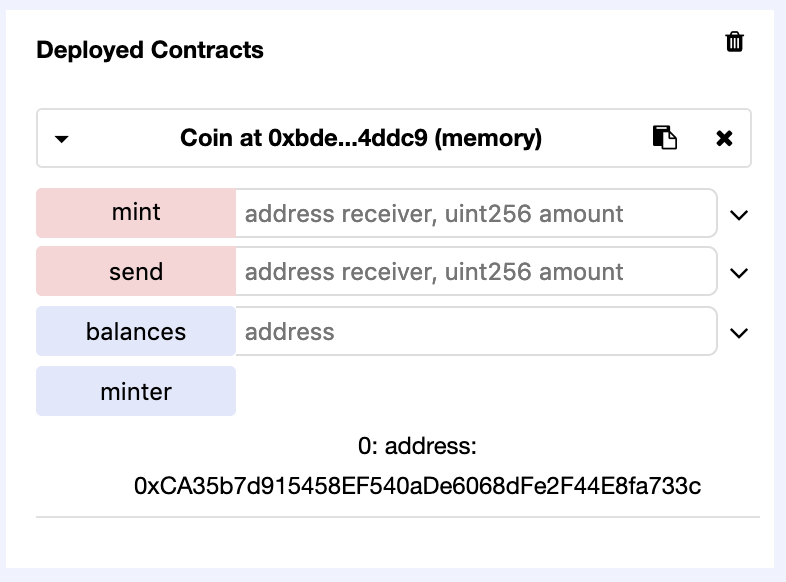 Deployed Contracts
Coin at 0xbde...4ddc9 (memory)
mint address receiver, uint256 amount
send address receiver, uint256 amount
balances address
minter
0: address:
0xCA35b7d915458EF540aDe6068dFe2F44E8fa733c